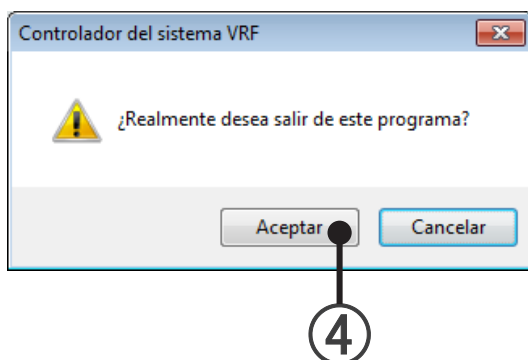 Controlador del sistema VRF
¿Realmente desea salir de este programa?
Aceptar Cancelar
4